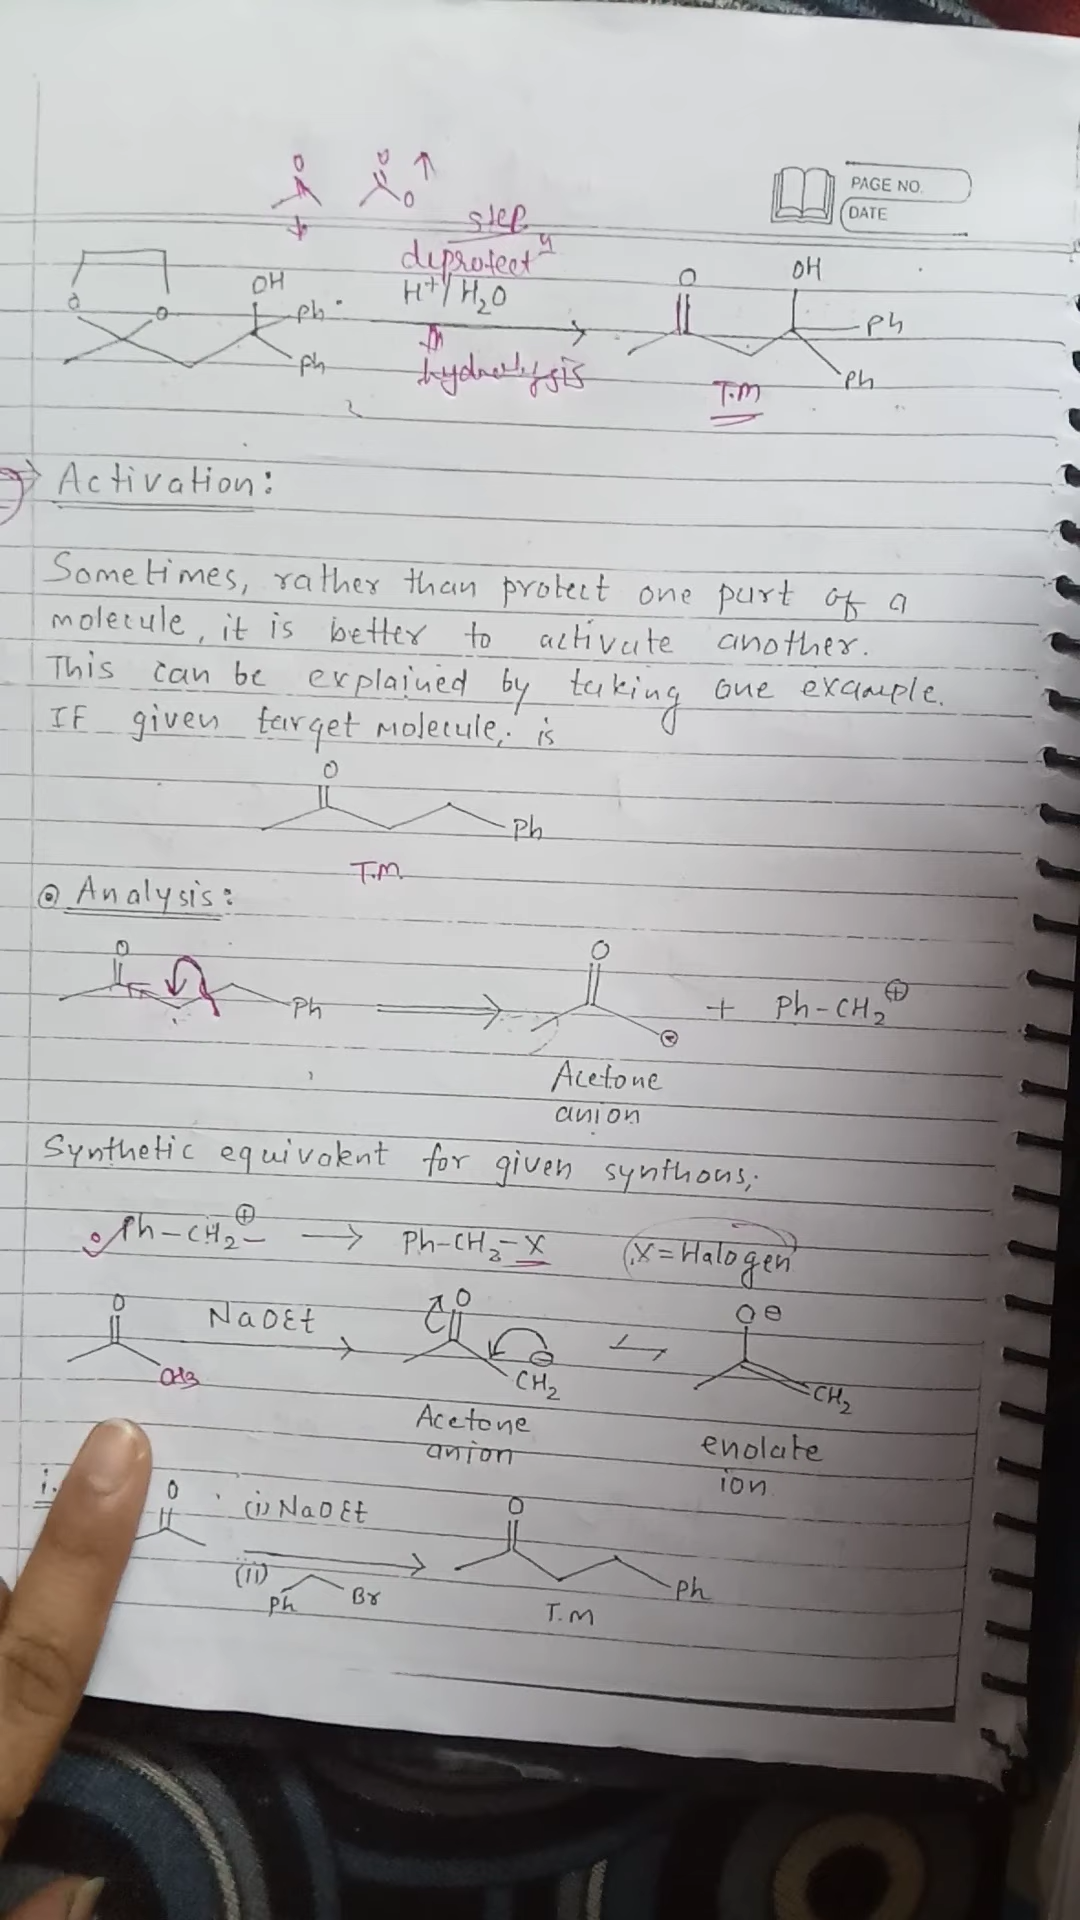 PAGE NO.
DATE
O O ↑
O
step
deprotectⁿ
H⁺/H₂O
hydrolysis
O O OH Ph Ph
O OH Ph Ph
T.M
Activation:
Sometimes, rather than protect one part of a
molecule, it is better to activate another.
This can be explained by taking one example.
IF given target molecule, is
O
Ph
T.M
Analysis:
O Ph ⟹ O ⊖ + Ph-CH₂⊕
Acetone
anion
Synthetic equivalent for given synthons;
Ph-CH₂⊕ → Ph-CH₂-X (X=Halogen
O CH3 NaOEt → O ⊖ CH₂ ⇌ O⊖ CH₂
Acetone
anion
enolate
ion
i.
O (i) NaOEt
(ii) Ph Br → O Ph
T.M